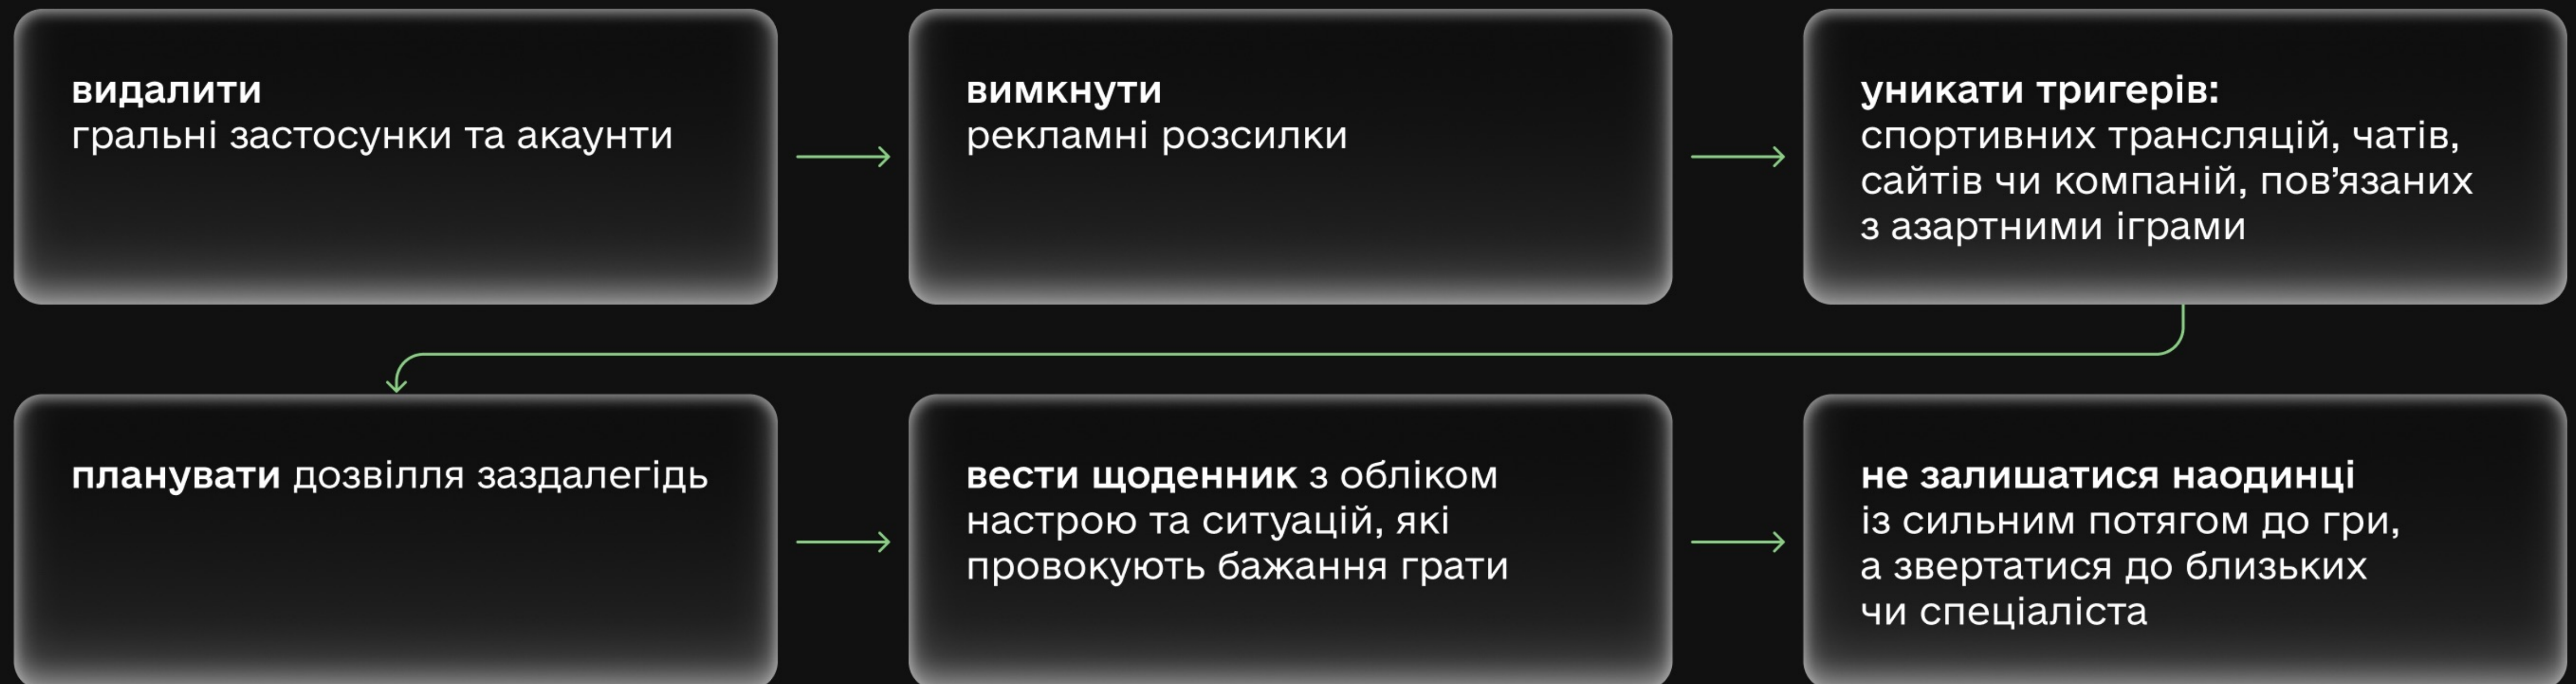 видалити
гральні застосунки та акаунти
вимкнути
рекламні розсилки
уникати тригерів:
спортивних трансляцій, чатів,
сайтів чи компаній, пов’язаних
з азартними іграми
планувати дозвілля заздалегідь
вести щоденник з обліком
настрою та ситуацій, які
провокують бажання грати
не залишатися наодинці
із сильним потягом до гри,
а звертатися до близьких
чи спеціаліста